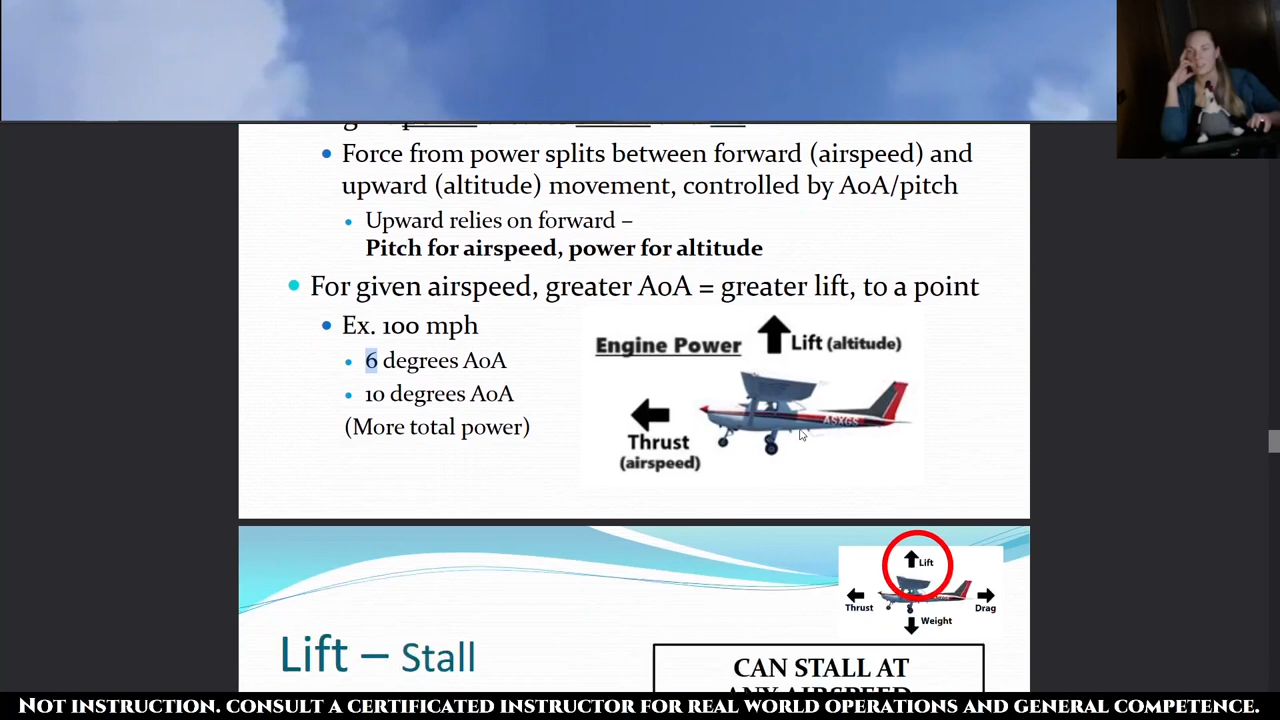 Force from power splits between forward (airspeed) and
upward (altitude) movement, controlled by AoA/pitch
Upward relies on forward –
Pitch for airspeed, power for altitude
For given airspeed, greater AoA = greater lift, to a point
Ex. 100 mph
6 degrees AoA
10 degrees AoA
(More total power)
Engine Power
Lift (altitude)
ASXGS
Thrust
(airspeed)
Lift
Thrust
Drag
Weight
Lift – Stall
CAN STALL AT
ANY AIRSPEED
Not instruction. consult a certificated instructor for real world operations and general competence.